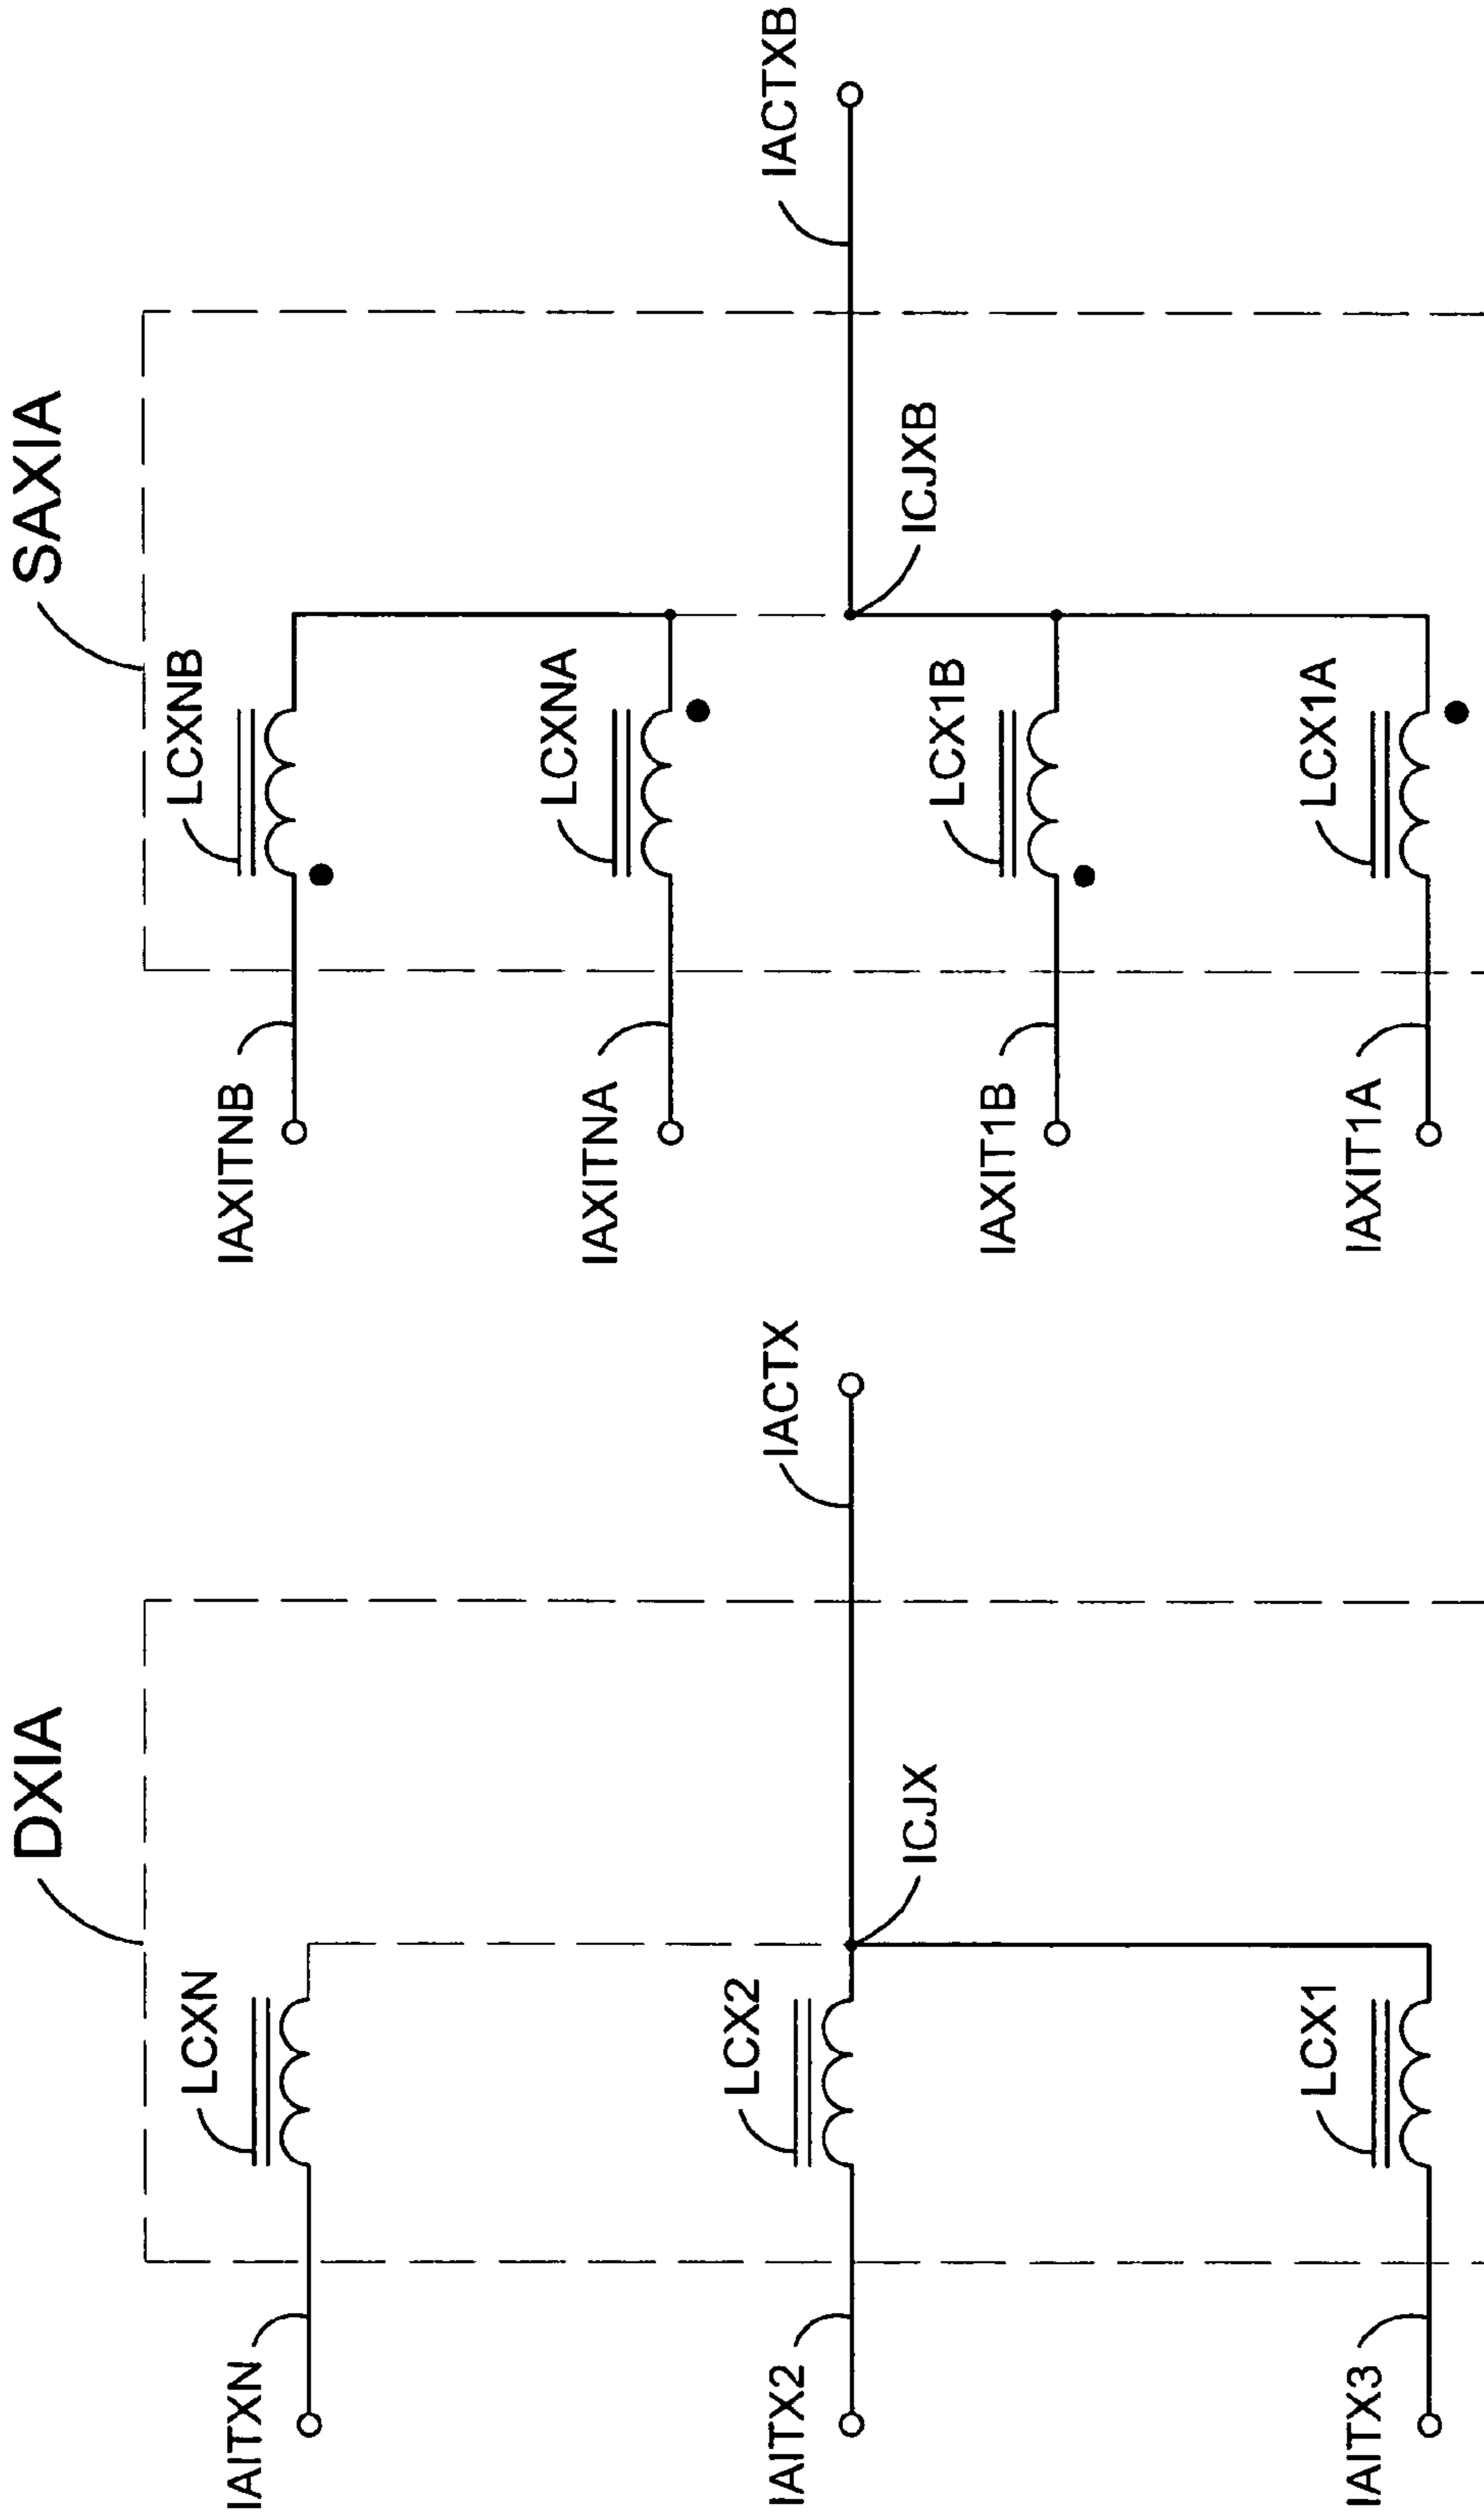 DXIA
LCXN
IAITXN
LCX2
IAITX2
IACTX
ICJX
LCX1
IAITX3
SAXIA
LCXNB
IAXITNB
LCXNA
IAXITNA
IACTXB
ICJXB
LCX1B
IAXIT1B
LCX1A
IAXIT1A